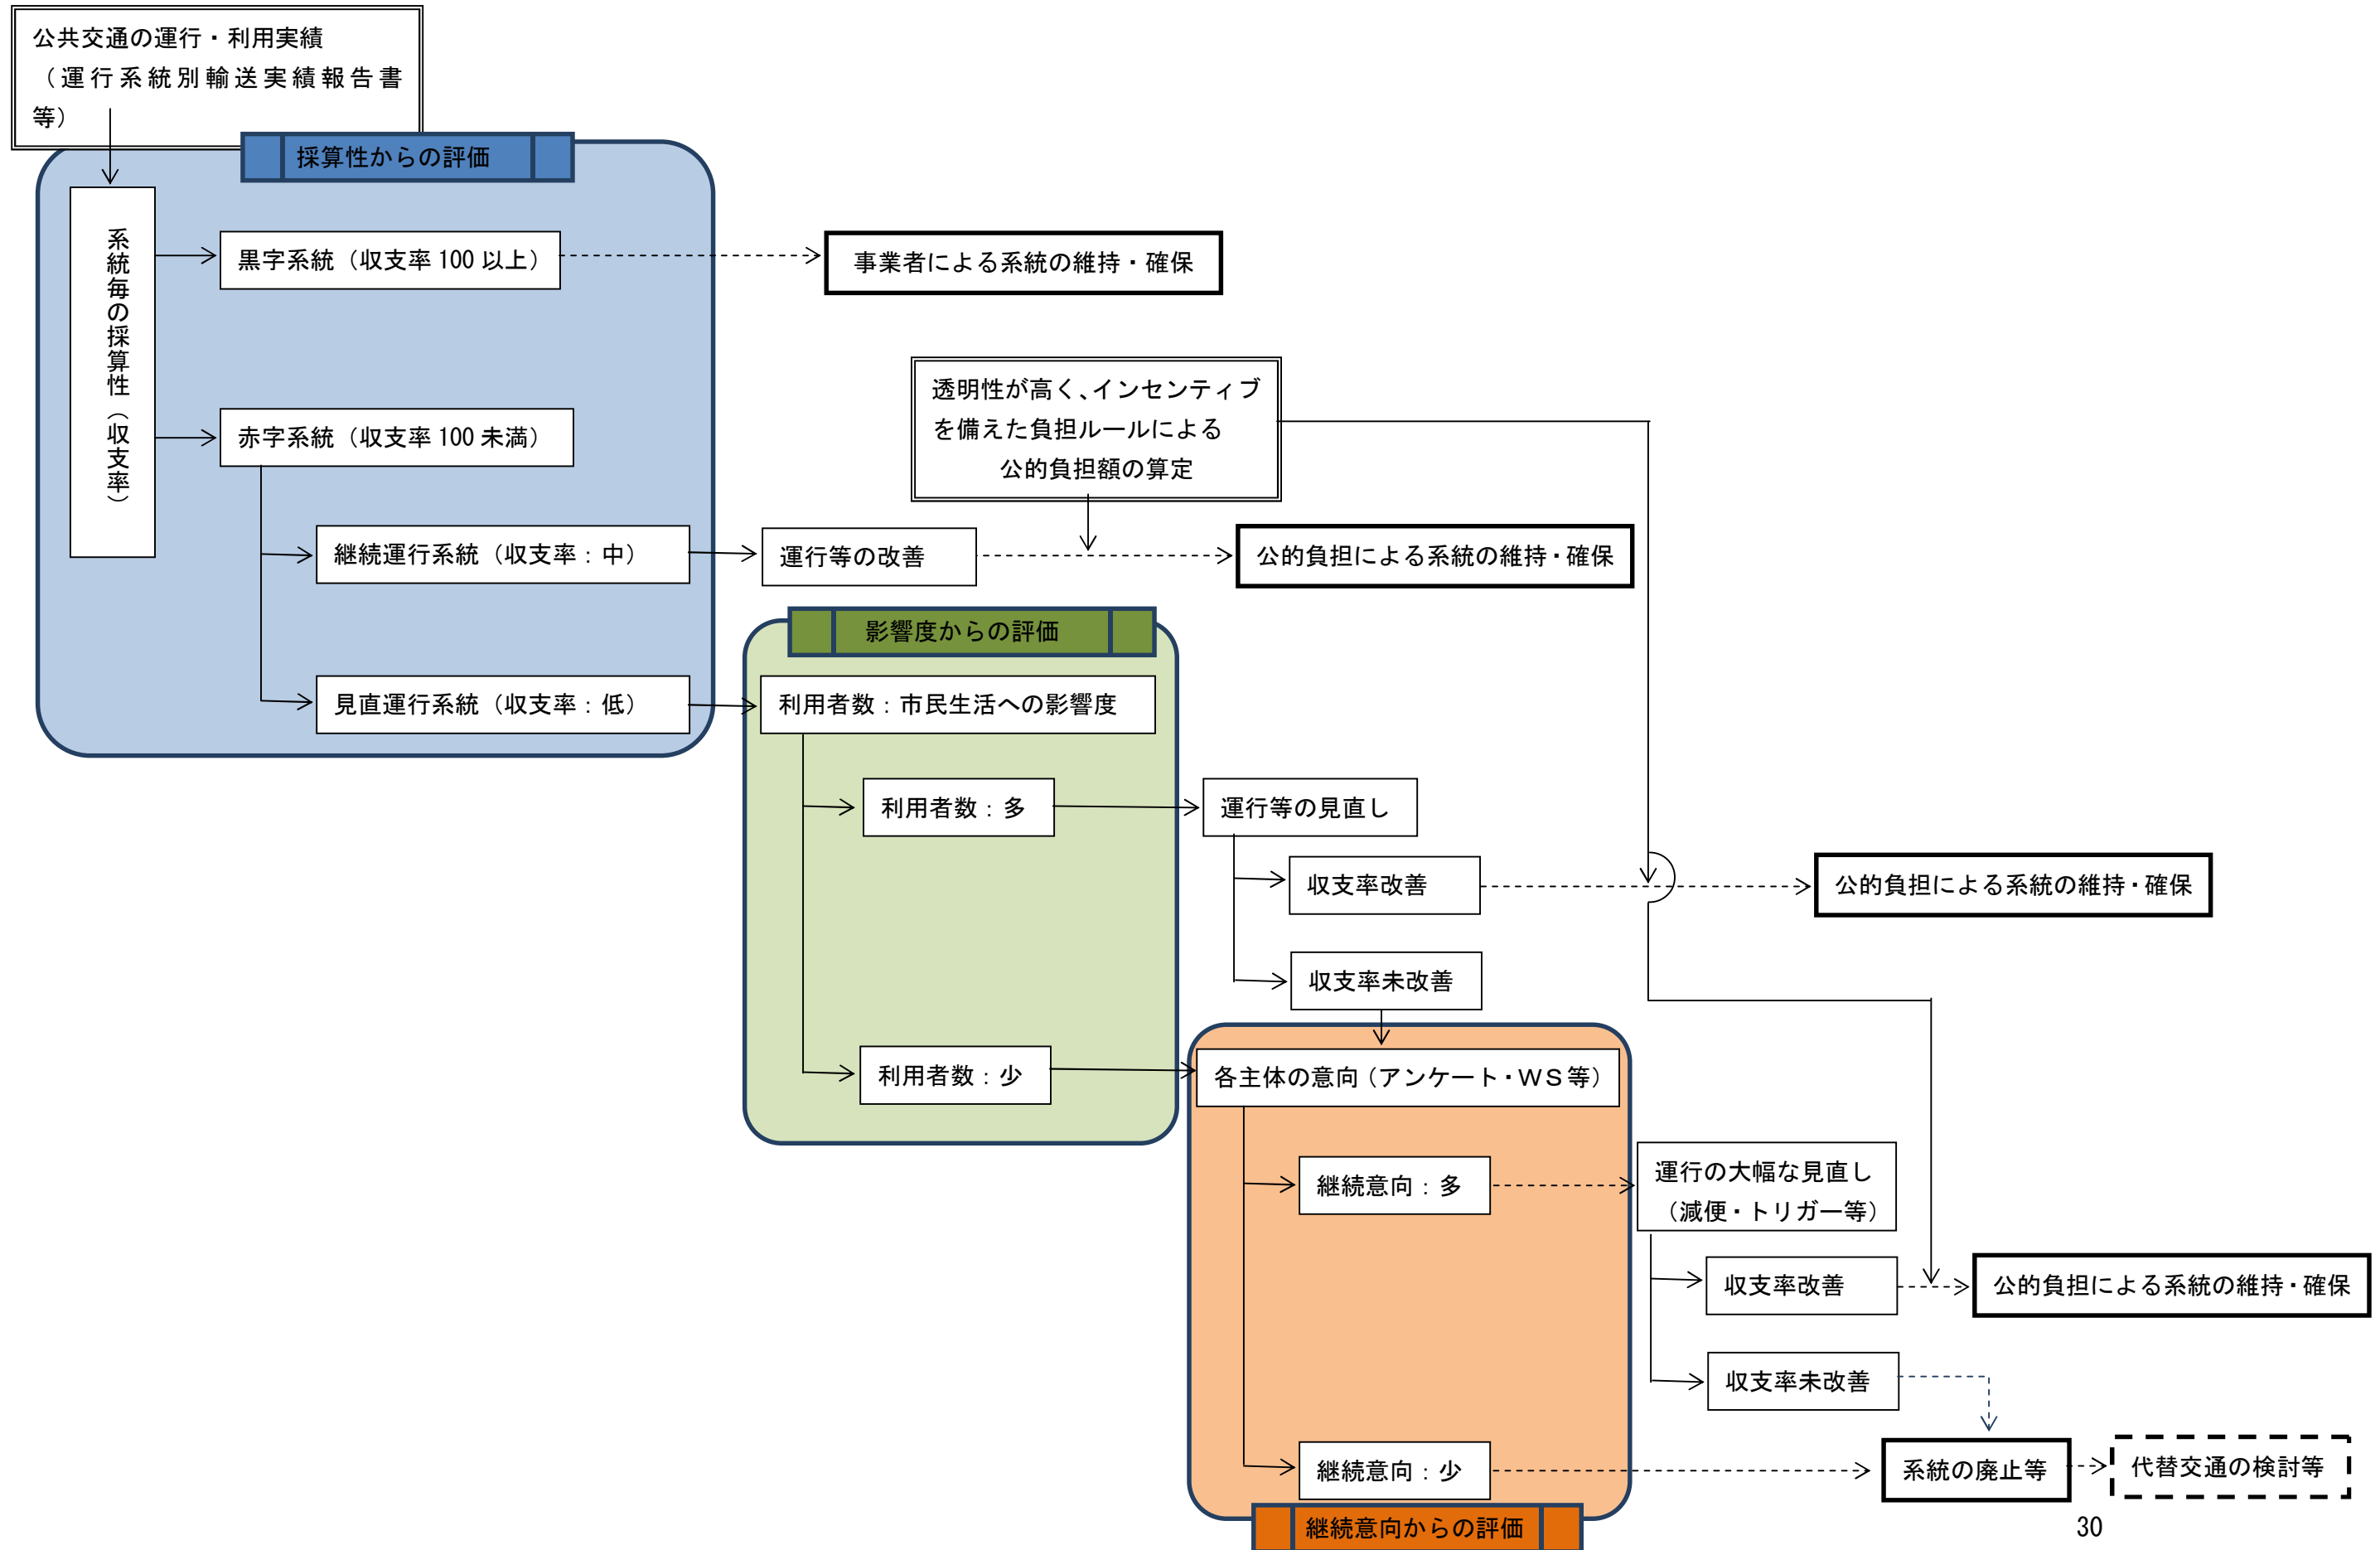 公共交通の運行・利用実績
（運行系統別輸送実績報告書
等）
採算性からの評価
系統毎の採算性（収支率）
黒字系統（収支率 100 以上）
事業者による系統の維持・確保
赤字系統（収支率 100 未満）
透明性が高く、インセンティブ
を備えた負担ルールによる
公的負担額の算定
継続運行系統（収支率：中）
運行等の改善
公的負担による系統の維持・確保
影響度からの評価
見直運行系統（収支率：低）
利用者数：市民生活への影響度
利用者数：多
運行等の見直し
収支率改善
公的負担による系統の維持・確保
収支率未改善
利用者数：少
各主体の意向（アンケート・ＷＳ等）
継続意向：多
運行の大幅な見直し
（減便・トリガー等）
収支率改善
公的負担による系統の維持・確保
収支率未改善
継続意向：少
系統の廃止等
代替交通の検討等
継続意向からの評価
30